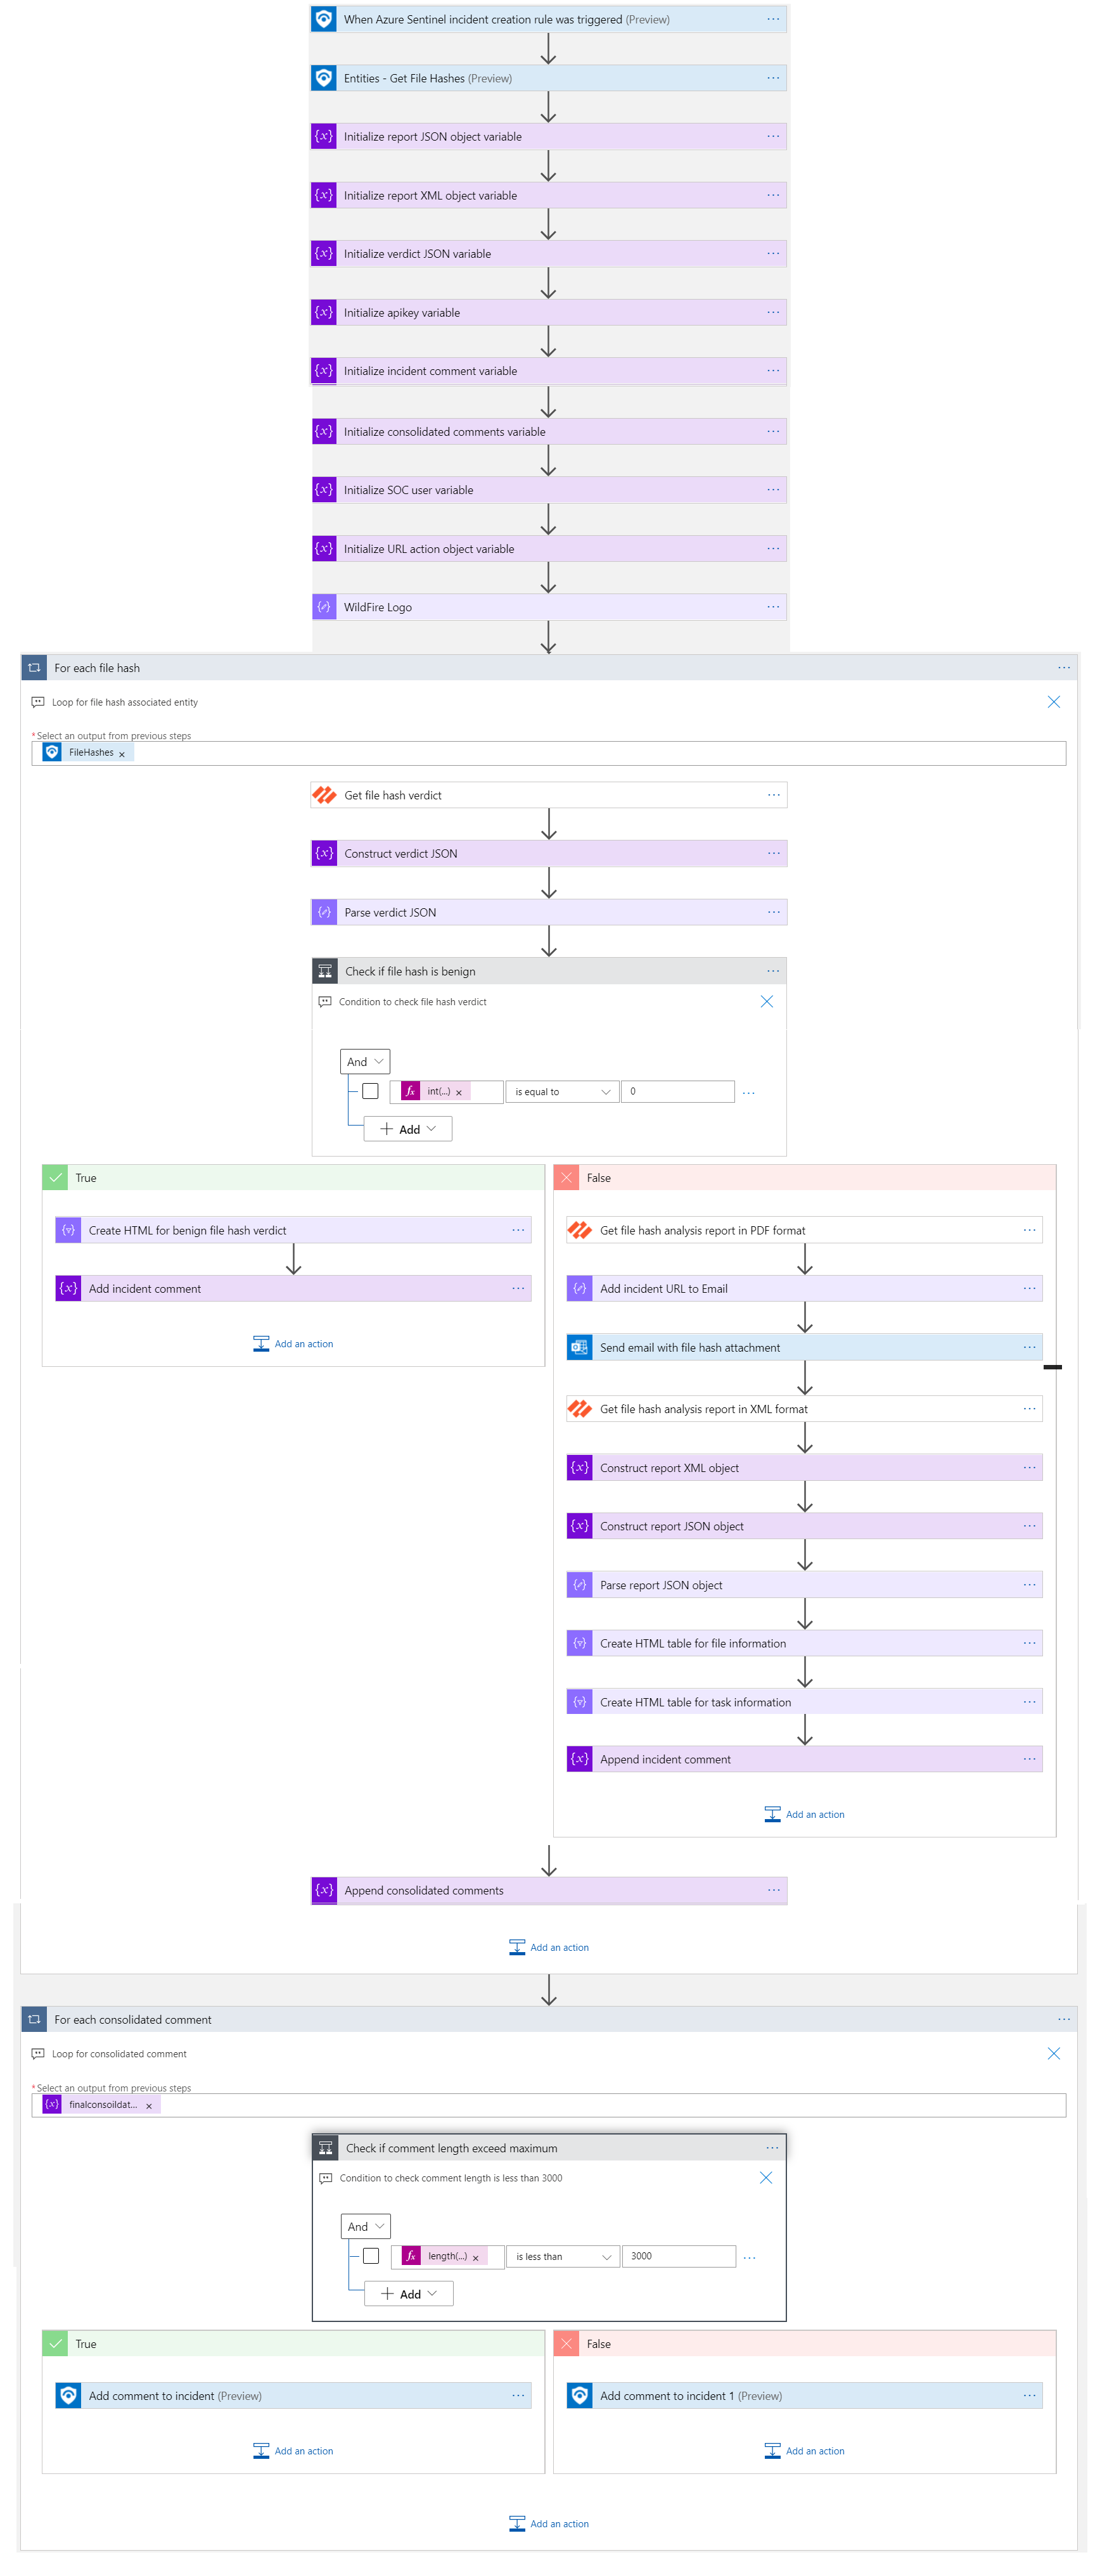 When Azure Sentinel incident creation rule was triggered (Preview)
Entities - Get File Hashes (Preview)
Initialize report JSON object variable
Initialize report XML object variable
Initialize verdict JSON variable
Initialize apikey variable
Initialize incident comment variable
Initialize consolidated comments variable
Initialize SOC user variable
Initialize URL action object variable
WildFire Logo
For each file hash
Loop for file hash associated entity
* Select an output from previous steps
FileHashes ×
Get file hash verdict
Construct verdict JSON
Parse verdict JSON
Check if file hash is benign
Condition to check file hash verdict
And
fx int(...) × is equal to 0
+ Add
True
Create HTML for benign file hash verdict
Add incident comment
Add an action
False
Get file hash analysis report in PDF format
Add incident URL to Email
Send email with file hash attachment
Get file hash analysis report in XML format
Construct report XML object
Construct report JSON object
Parse report JSON object
Create HTML table for file information
Create HTML table for task information
Append incident comment
Add an action
Append consolidated comments
Add an action
For each consolidated comment
Loop for consolidated comment
* Select an output from previous steps
finalconsoildat... ×
Check if comment length exceed maximum
Condition to check comment length is less than 3000
And
fx length(...) × is less than 3000
+ Add
True
Add comment to incident (Preview)
Add an action
False
Add comment to incident 1 (Preview)
Add an action
Add an action